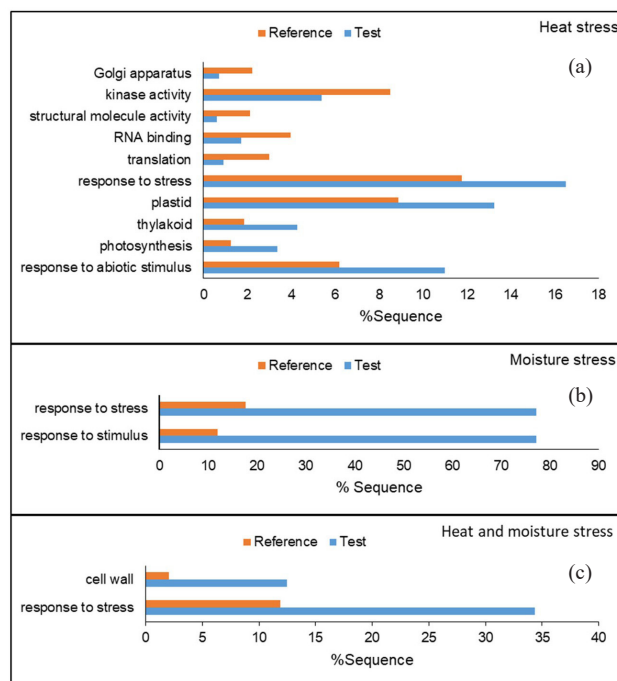 Reference Test
Heat stress
(a)
Golgi apparatus
kinase activity
structural molecule activity
RNA binding
translation
response to stress
plastid
thylakoid
photosynthesis
response to abiotic stimulus
0 2 4 6 8 10 12 14 16 18
%Sequence
Reference Test
Moisture stress
(b)
response to stress
response to stimulus
0 10 20 30 40 50 60 70 80 90
% Sequence
Reference Test
Heat and moisture stress
(c)
cell wall
response to stress
0 5 10 15 20 25 30 35 40
%Sequence